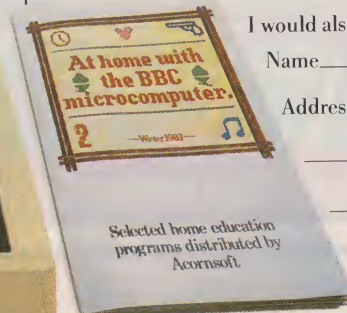 I would als
Name
Addres
At home with
the BBC
microcomputer.
2
Winter 1983
Selected home education
programs distributed by
Acornsoft